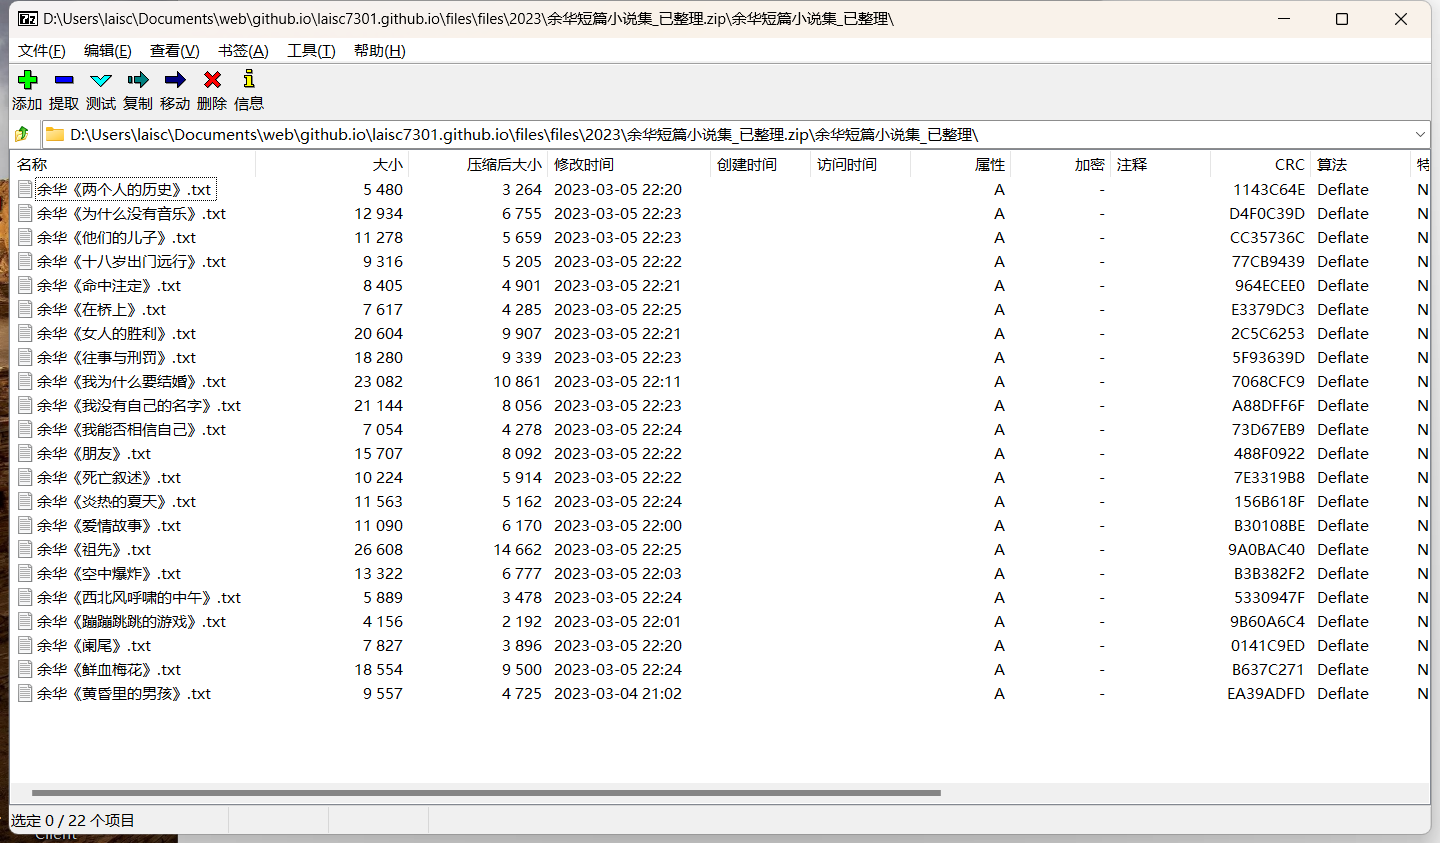 D:\Users\laisc\Documents\web\github.io\laisc7301.github.io\files\files\2023\余华短篇小说集_已整理.zip\余华短篇小说集_已整理\
文件(F) 编辑(E) 查看(V) 书签(A) 工具(T) 帮助(H)
添加 提取 测试 复制 移动 删除 信息
D:\Users\laisc\Documents\web\github.io\laisc7301.github.io\files\files\2023\余华短篇小说集_已整理.zip\余华短篇小说集_已整理\
名称 大小 压缩后大小 修改时间 创建时间 访问时间 属性 加密 注释 CRC 算法 特
余华《两个人的历史》.txt 5 480 3 264 2023-03-05 22:20 A - 1143C64E Deflate N
余华《为什么没有音乐》.txt 12 934 6 755 2023-03-05 22:23 A - D4F0C39D Deflate N
余华《他们的儿子》.txt 11 278 5 659 2023-03-05 22:23 A - CC35736C Deflate N
余华《十八岁出门远行》.txt 9 316 5 205 2023-03-05 22:22 A - 77CB9439 Deflate N
余华《命中注定》.txt 8 405 4 901 2023-03-05 22:21 A - 964ECEE0 Deflate N
余华《在桥上》.txt 7 617 4 285 2023-03-05 22:25 A - E3379DC3 Deflate N
余华《女人的胜利》.txt 20 604 9 907 2023-03-05 22:21 A - 2C5C6253 Deflate N
余华《往事与刑罚》.txt 18 280 9 339 2023-03-05 22:23 A - 5F93639D Deflate N
余华《我为什么要结婚》.txt 23 082 10 861 2023-03-05 22:11 A - 7068CFC9 Deflate N
余华《我没有自己的名字》.txt 21 144 8 056 2023-03-05 22:23 A - A88DFF6F Deflate N
余华《我能否相信自己》.txt 7 054 4 278 2023-03-05 22:24 A - 73D67EB9 Deflate N
余华《朋友》.txt 15 707 8 092 2023-03-05 22:22 A - 488F0922 Deflate N
余华《死亡叙述》.txt 10 224 5 914 2023-03-05 22:22 A - 7E3319B8 Deflate N
余华《炎热的夏天》.txt 11 563 5 162 2023-03-05 22:24 A - 156B618F Deflate N
余华《爱情故事》.txt 11 090 6 170 2023-03-05 22:00 A - B30108BE Deflate N
余华《祖先》.txt 26 608 14 662 2023-03-05 22:25 A - 9A0BAC40 Deflate N
余华《空中爆炸》.txt 13 322 6 777 2023-03-05 22:03 A - B3B382F2 Deflate N
余华《西北风呼啸的中午》.txt 5 889 3 478 2023-03-05 22:24 A - 5330947F Deflate N
余华《蹦蹦跳跳的游戏》.txt 4 156 2 192 2023-03-05 22:01 A - 9B60A6C4 Deflate N
余华《阑尾》.txt 7 827 3 896 2023-03-05 22:20 A - 0141C9ED Deflate N
余华《鲜血梅花》.txt 18 554 9 500 2023-03-05 22:24 A - B637C271 Deflate N
余华《黄昏里的男孩》.txt 9 557 4 725 2023-03-04 21:02 A - EA39ADFD Deflate N
选定 0 / 22 个项目
Client